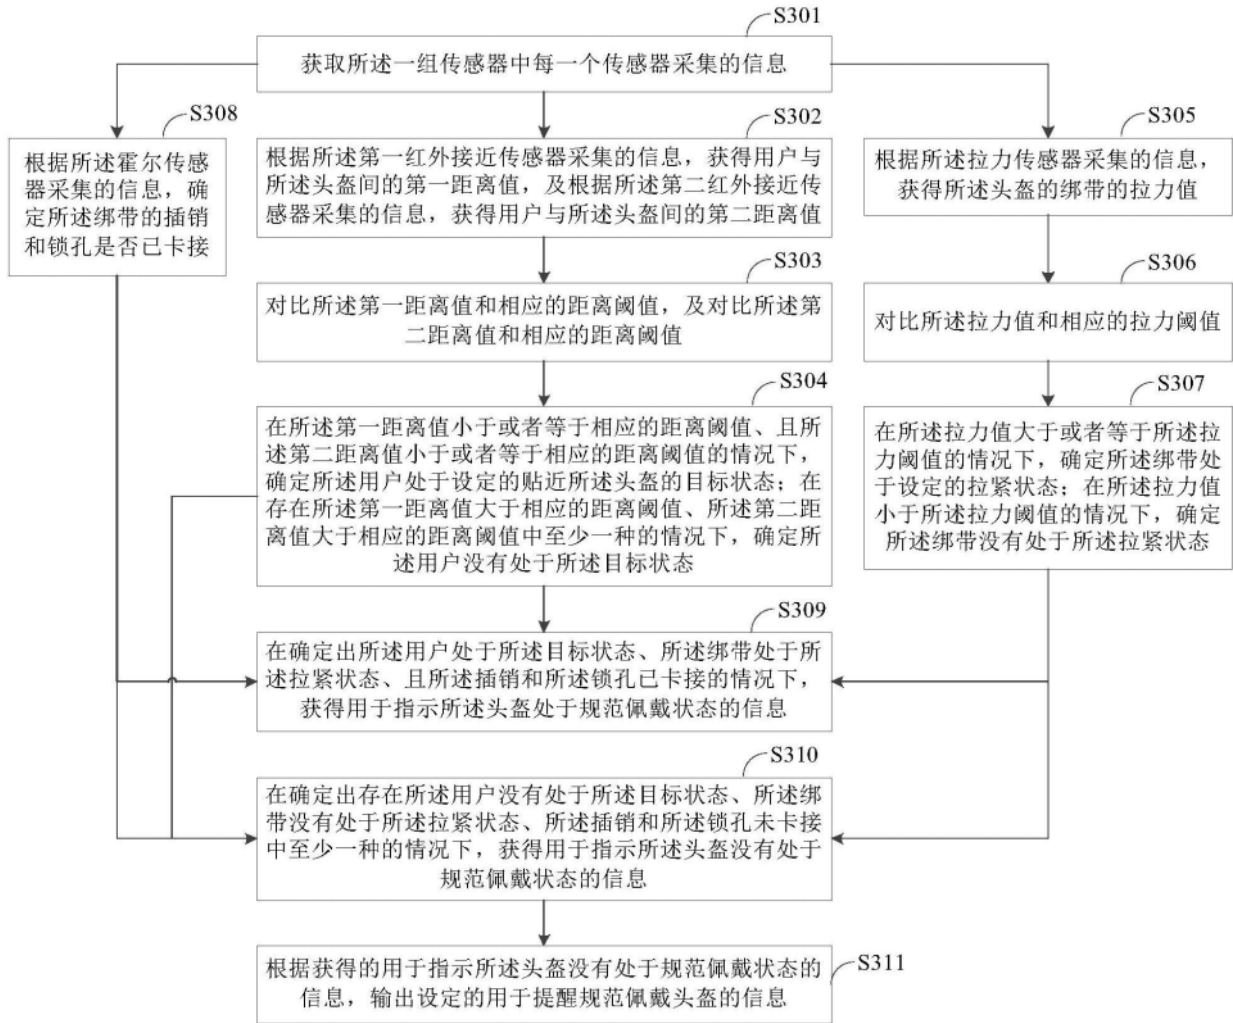 S301
获取所述一组传感器中每一个传感器采集的信息
S308
根据所述霍尔传感
器采集的信息，确
定所述绑带的插销
和锁孔是否已卡接
S302
根据所述第一红外接近传感器采集的信息，获得用户与
所述头盔间的第一距离值，及根据所述第二红外接近传
感器采集的信息，获得用户与所述头盔间的第二距离值
S305
根据所述拉力传感器采集的信息，
获得所述头盔的绑带的拉力值
S303
对比所述第一距离值和相应的距离阈值，及对比所述第
二距离值和相应的距离阈值
S306
对比所述拉力值和相应的拉力阈值
S304
在所述第一距离值小于或者等于相应的距离阈值、且所
述第二距离值小于或者等于相应的距离阈值的情况下，
确定所述用户处于设定的贴近所述头盔的目标状态；在
存在所述第一距离值大于相应的距离阈值、所述第二距
离值大于相应的距离阈值中至少一种的情况下，确定所
述用户没有处于所述目标状态
S307
在所述拉力值大于或者等于所述拉
力阈值的情况下，确定所述绑带处
于设定的拉紧状态；在所述拉力值
小于所述拉力阈值的情况下，确定
所述绑带没有处于所述拉紧状态
S309
在确定出所述用户处于所述目标状态、所述绑带处于所
述拉紧状态、且所述插销和所述锁孔已卡接的情况下，
获得用于指示所述头盔处于规范佩戴状态的信息
S310
在确定出存在所述用户没有处于所述目标状态、所述绑
带没有处于所述拉紧状态、所述插销和所述锁孔未卡接
中至少一种的情况下，获得用于指示所述头盔没有处于
规范佩戴状态的信息
S311
根据获得的用于指示所述头盔没有处于规范佩戴状态的
信息，输出设定的用于提醒规范佩戴头盔的信息